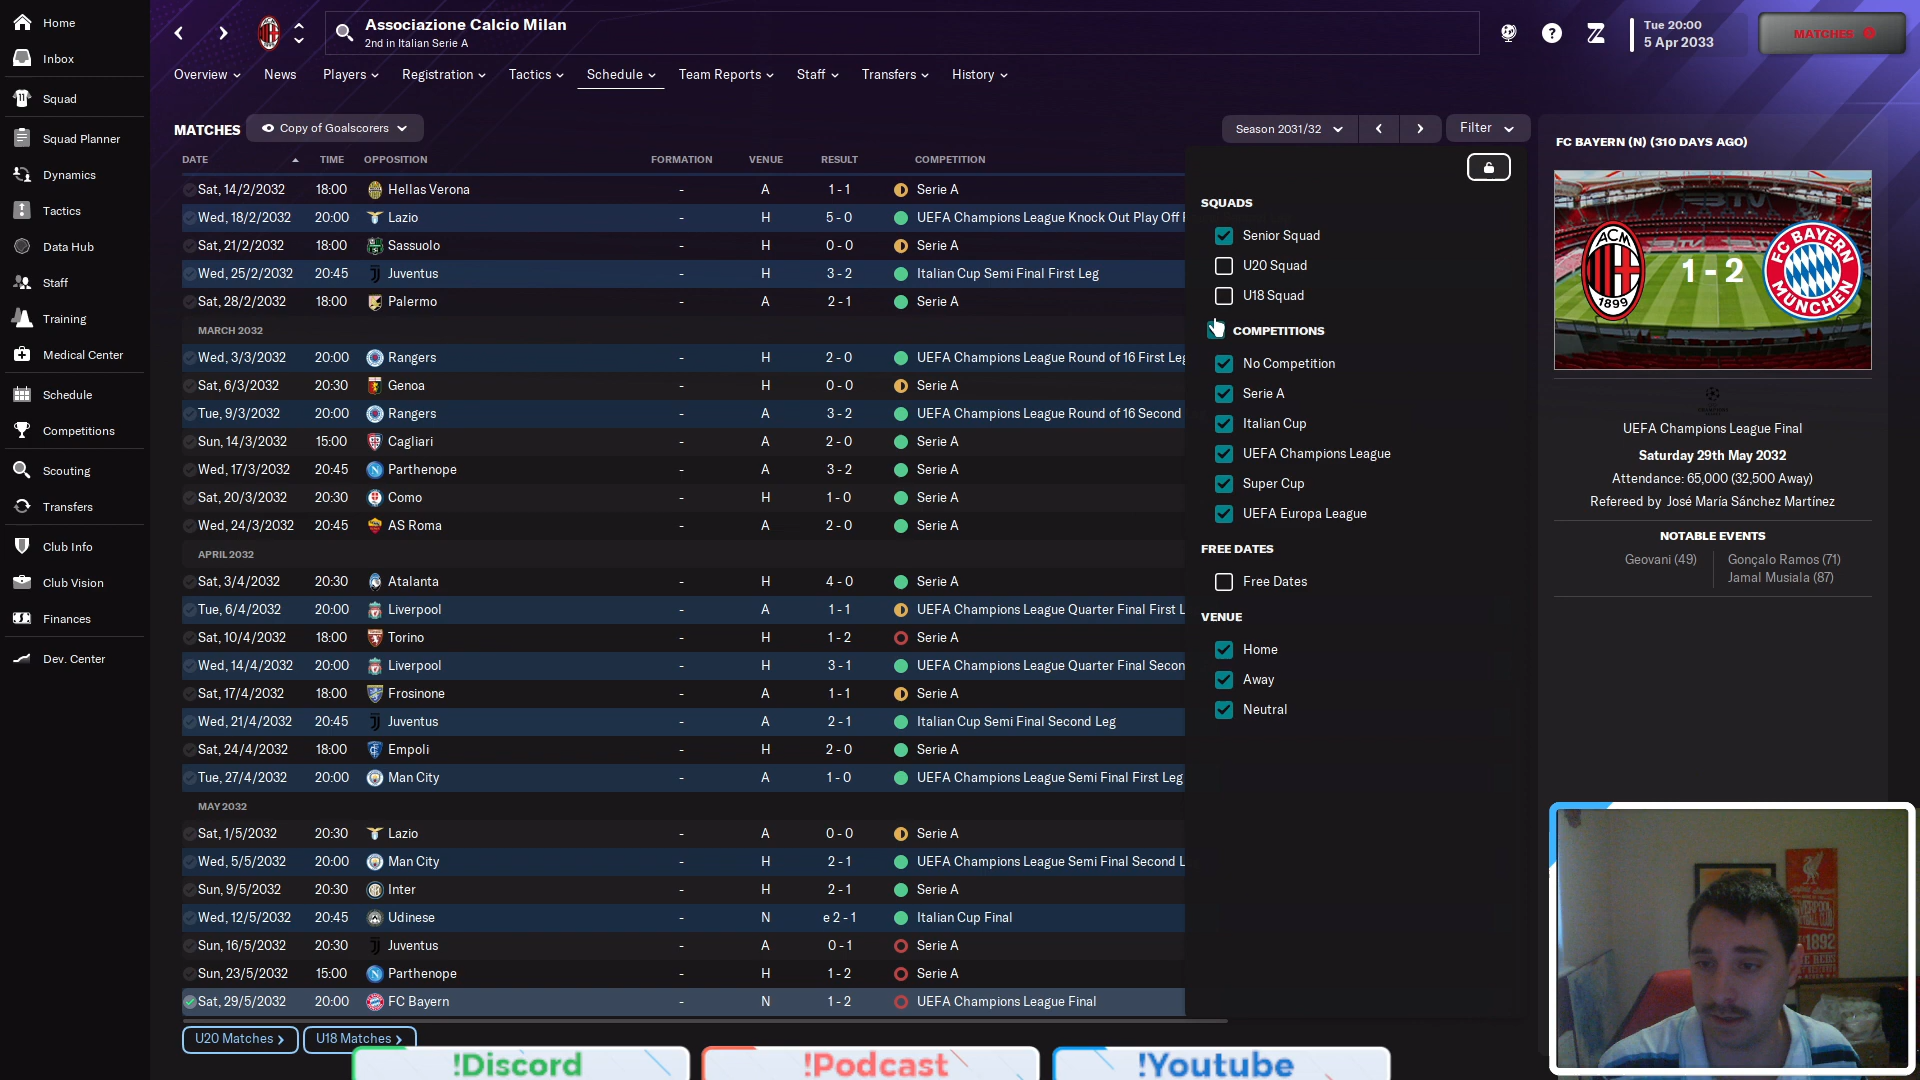 Home
Inbox
Squad
Squad Planner
Dynamics
Tactics
Data Hub
Staff
Training
Medical Center
Schedule
Competitions
Scouting
Transfers
Club Info
Club Vision
Finances
Dev. Center
Associazione Calcio Milan
2nd in Italian Serie A
Tue 20:00
5 Apr 2033
MATCHES
Overview News Players Registration Tactics Schedule Team Reports Staff Transfers History
MATCHES Copy of Goalscorers Season 2031/32 Filter
DATE TIME OPPOSITION FORMATION VENUE RESULT COMPETITION
Sat, 14/2/2032 18:00 Hellas Verona - A 1 - 1 Serie A
Wed, 18/2/2032 20:00 Lazio - H 5 - 0 UEFA Champions League Knock Out Play Off
Sat, 21/2/2032 18:00 Sassuolo - H 0 - 0 Serie A
Wed, 25/2/2032 20:45 Juventus - H 3 - 2 Italian Cup Semi Final First Leg
Sat, 28/2/2032 18:00 Palermo - A 2 - 1 Serie A
MARCH 2032
Wed, 3/3/2032 20:00 Rangers - H 2 - 0 UEFA Champions League Round of 16 First Leg
Sat, 6/3/2032 20:30 Genoa - H 0 - 0 Serie A
Tue, 9/3/2032 20:00 Rangers - A 3 - 2 UEFA Champions League Round of 16 Second
Sun, 14/3/2032 15:00 Cagliari - A 2 - 0 Serie A
Wed, 17/3/2032 20:45 Parthenope - A 3 - 2 Serie A
Sat, 20/3/2032 20:30 Como - H 1 - 0 Serie A
Wed, 24/3/2032 20:45 AS Roma - A 2 - 0 Serie A
APRIL 2032
Sat, 3/4/2032 20:30 Atalanta - H 4 - 0 Serie A
Tue, 6/4/2032 20:00 Liverpool - A 1 - 1 UEFA Champions League Quarter Final First L
Sat, 10/4/2032 18:00 Torino - H 1 - 2 Serie A
Wed, 14/4/2032 20:00 Liverpool - H 3 - 1 UEFA Champions League Quarter Final Secon
Sat, 17/4/2032 18:00 Frosinone - A 1 - 1 Serie A
Wed, 21/4/2032 20:45 Juventus - A 2 - 1 Italian Cup Semi Final Second Leg
Sat, 24/4/2032 18:00 Empoli - H 2 - 0 Serie A
Tue, 27/4/2032 20:00 Man City - A 1 - 0 UEFA Champions League Semi Final First Leg
MAY 2032
Sat, 1/5/2032 20:30 Lazio - A 0 - 0 Serie A
Wed, 5/5/2032 20:00 Man City - H 2 - 1 UEFA Champions League Semi Final Second L
Sun, 9/5/2032 20:30 Inter - H 2 - 1 Serie A
Wed, 12/5/2032 20:45 Udinese - N e 2 - 1 Italian Cup Final
Sun, 16/5/2032 20:30 Juventus - A 0 - 1 Serie A
Sun, 23/5/2032 15:00 Parthenope - H 1 - 2 Serie A
Sat, 29/5/2032 20:00 FC Bayern - N 1 - 2 UEFA Champions League Final
U20 Matches U18 Matches
SQUADS
Senior Squad
U20 Squad
U18 Squad
COMPETITIONS
No Competition
Serie A
Italian Cup
UEFA Champions League
Super Cup
UEFA Europa League
FREE DATES
Free Dates
VENUE
Home
Away
Neutral
FC BAYERN (N) (310 DAYS AGO)
ACM
1899
1 - 2
FC BAYERN
MÜNCHEN
UEFA Champions League Final
Saturday 29th May 2032
Attendance: 65,000 (32,500 Away)
Refereed by José María Sánchez Martínez
NOTABLE EVENTS
Geovani (49)
Gonçalo Ramos (71)
Jamal Musiala (87)
!Discord
!Podcast
!Youtube